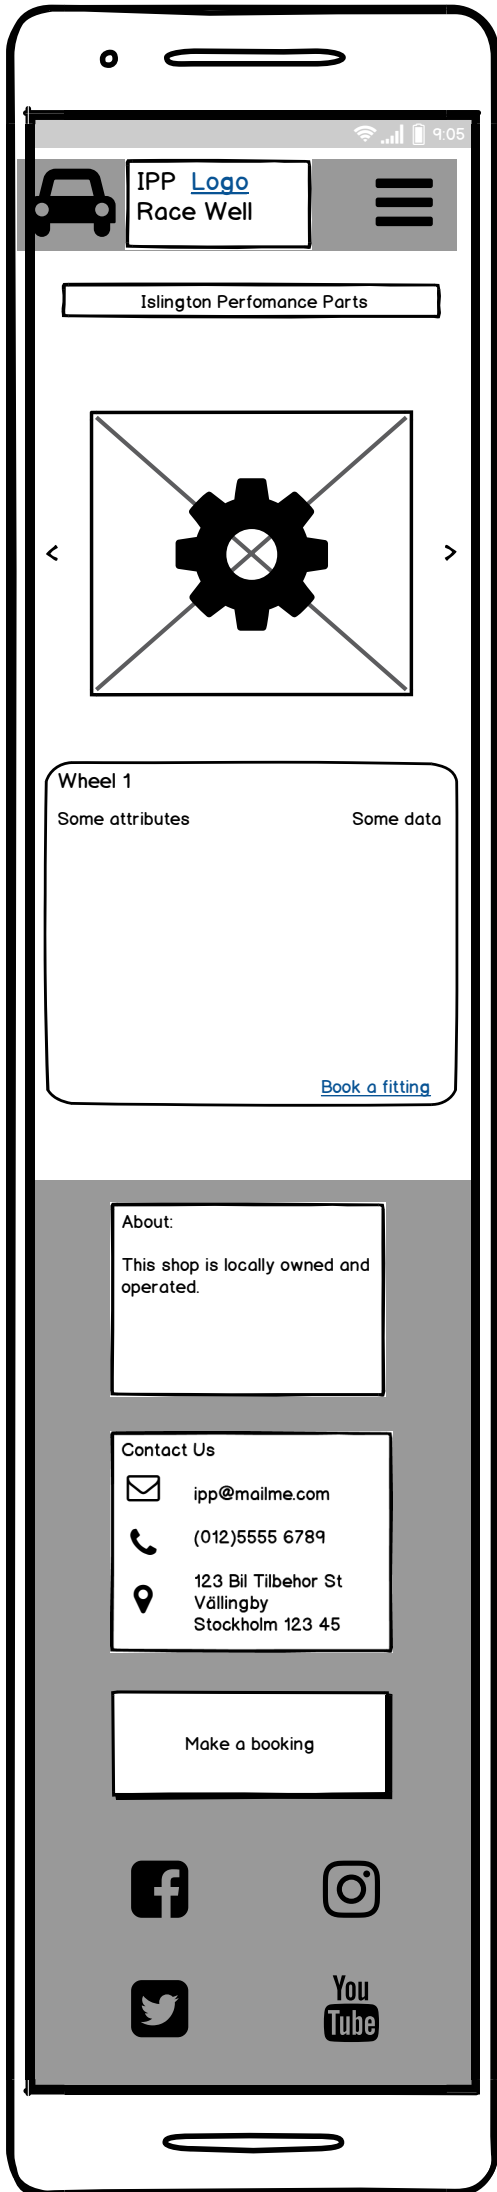 9:05
IPP Logo
Race Well
Islington Perfomance Parts
<
>
Wheel 1
Some attributes Some data
Book a fitting
About:
This shop is locally owned and
operated.
Contact Us
ipp@mailme.com
(012)5555 6789
123 Bil Tilbehor St
Vällingby
Stockholm 123 45
Make a booking
You
Tube